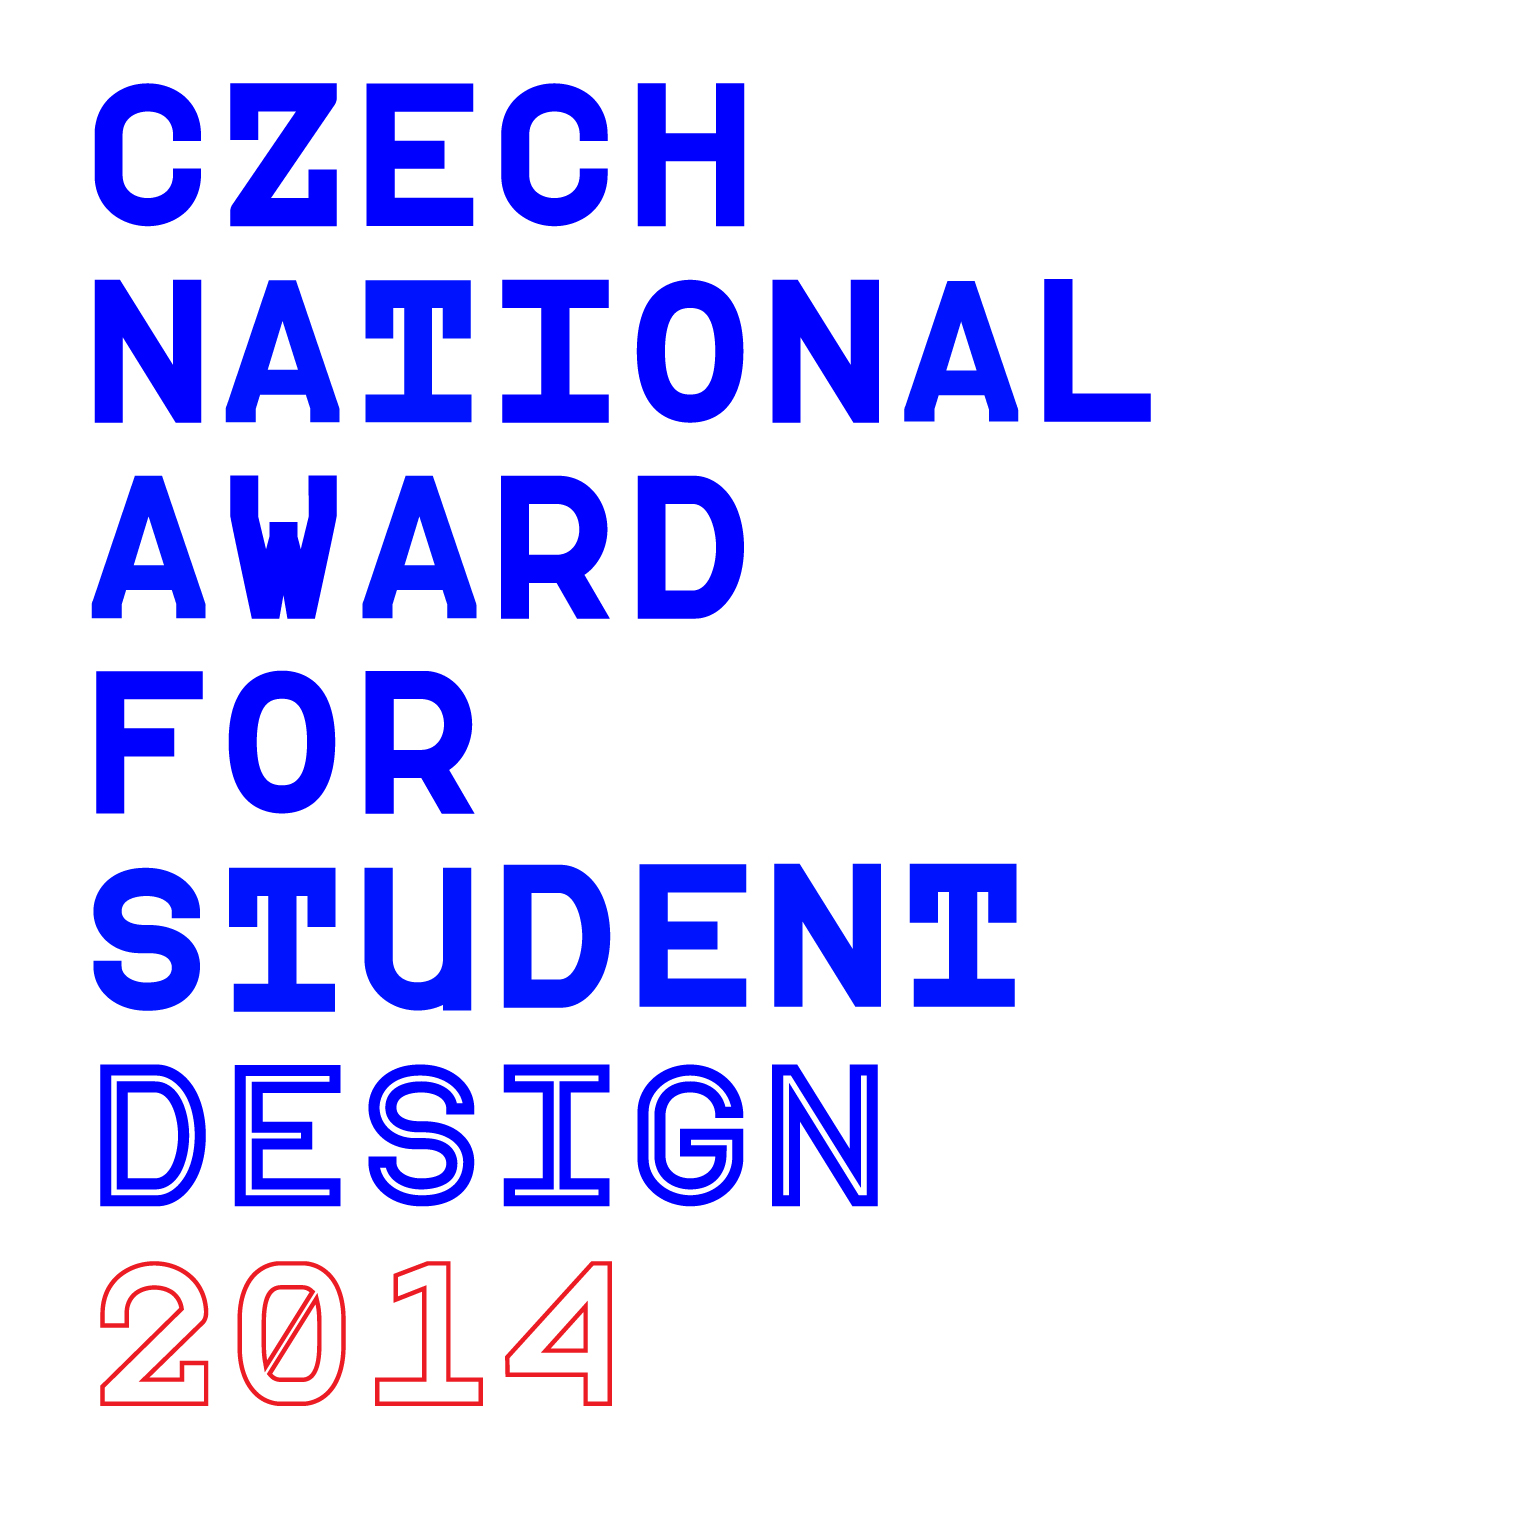 CZECH
NATIONAL
AWARD
FOR
STUDENT
DESIGN
2014